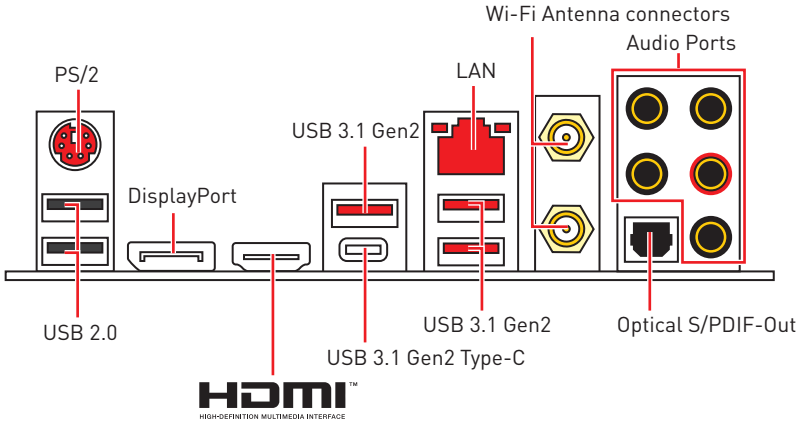 Wi-Fi Antenna connectors
Audio Ports
PS/2
LAN
USB 3.1 Gen2
DisplayPort
USB 2.0
USB 3.1 Gen2
Optical S/PDIF-Out
USB 3.1 Gen2 Type-C
HDMI™
HIGH-DEFINITION MULTIMEDIA INTERFACE